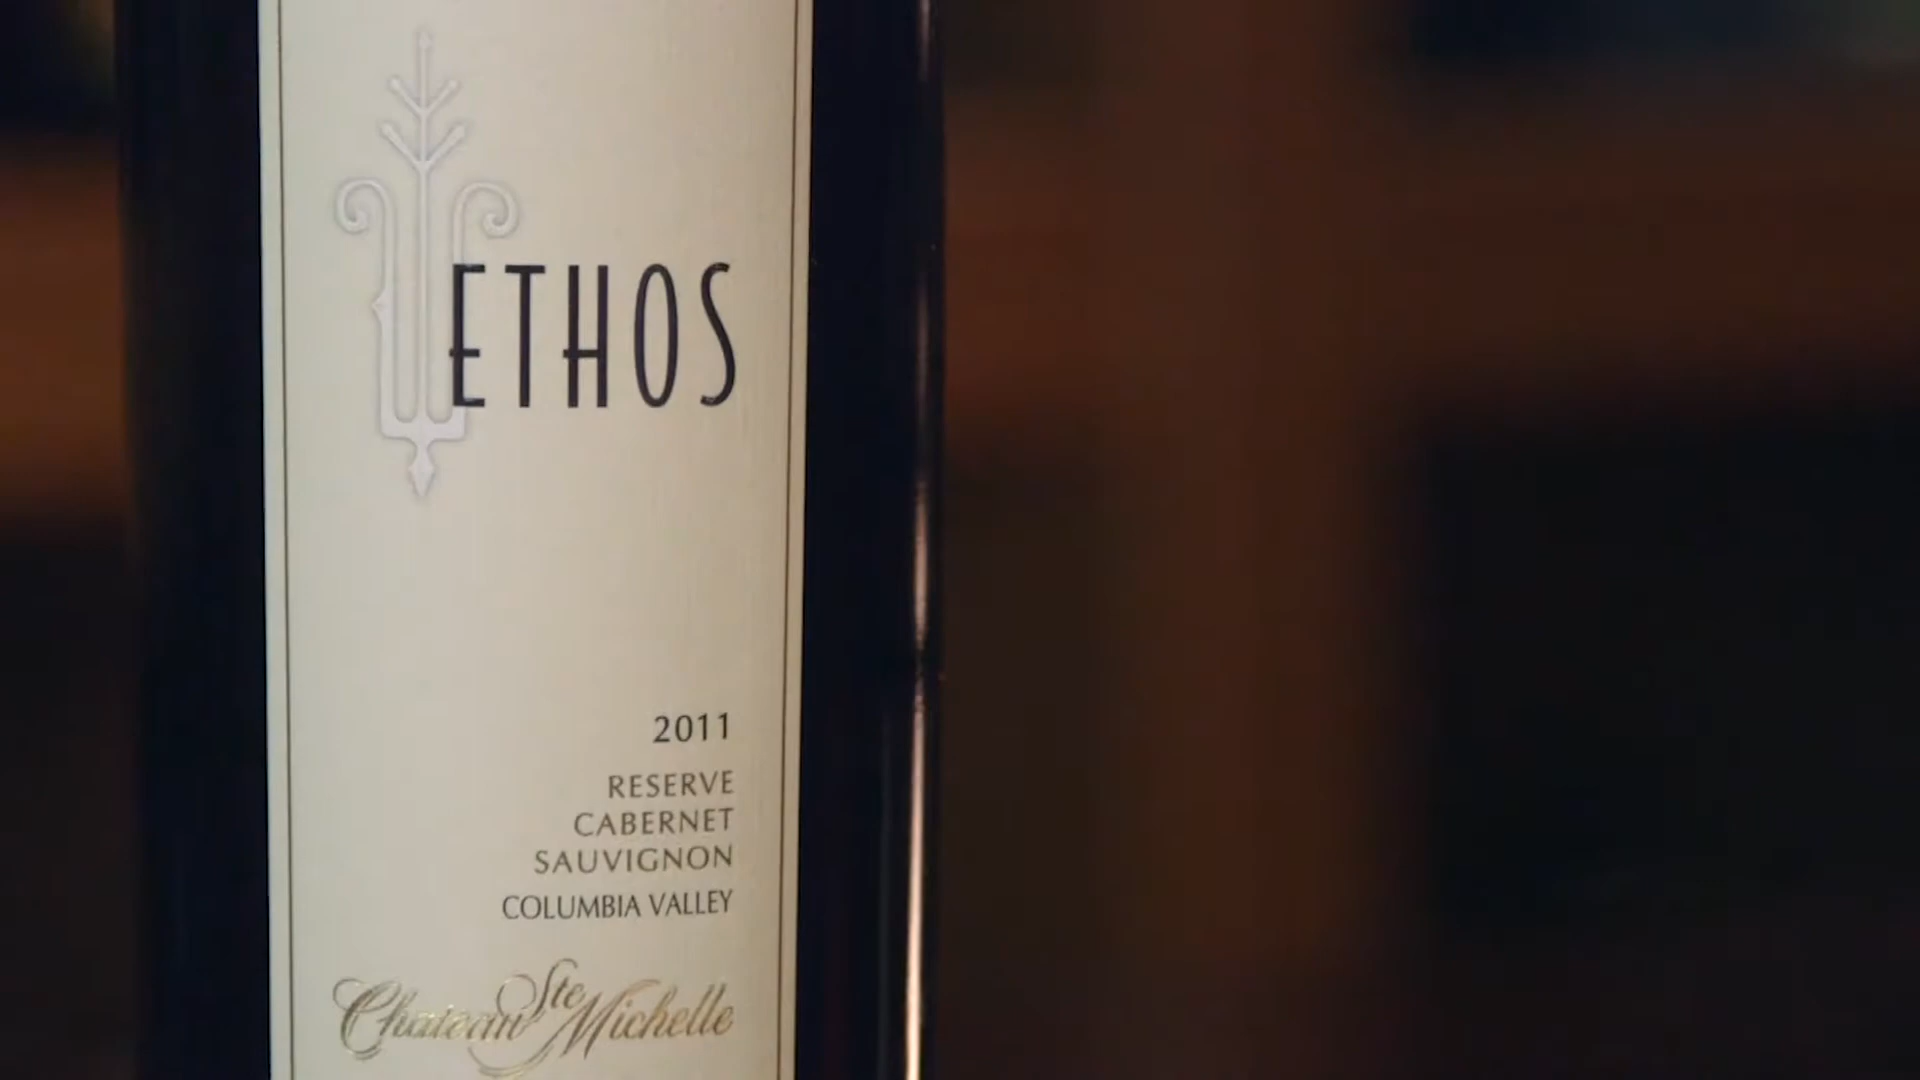 ETHOS
2011
RESERVE
CABERNET
SAUVIGNON
COLUMBIA VALLEY
Chateau Ste Michelle